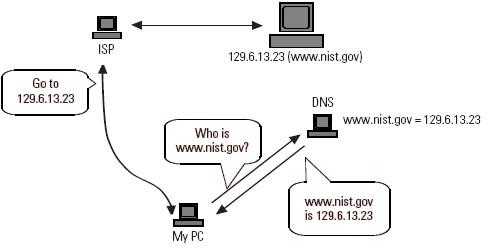 ISP
129.6.13.23 (www.nist.gov)
Go to
129.6.13.23
DNS
www.nist.gov = 129.6.13.23
Who is
www.nist.gov?
www.nist.gov
is 129.6.13.23
My PC